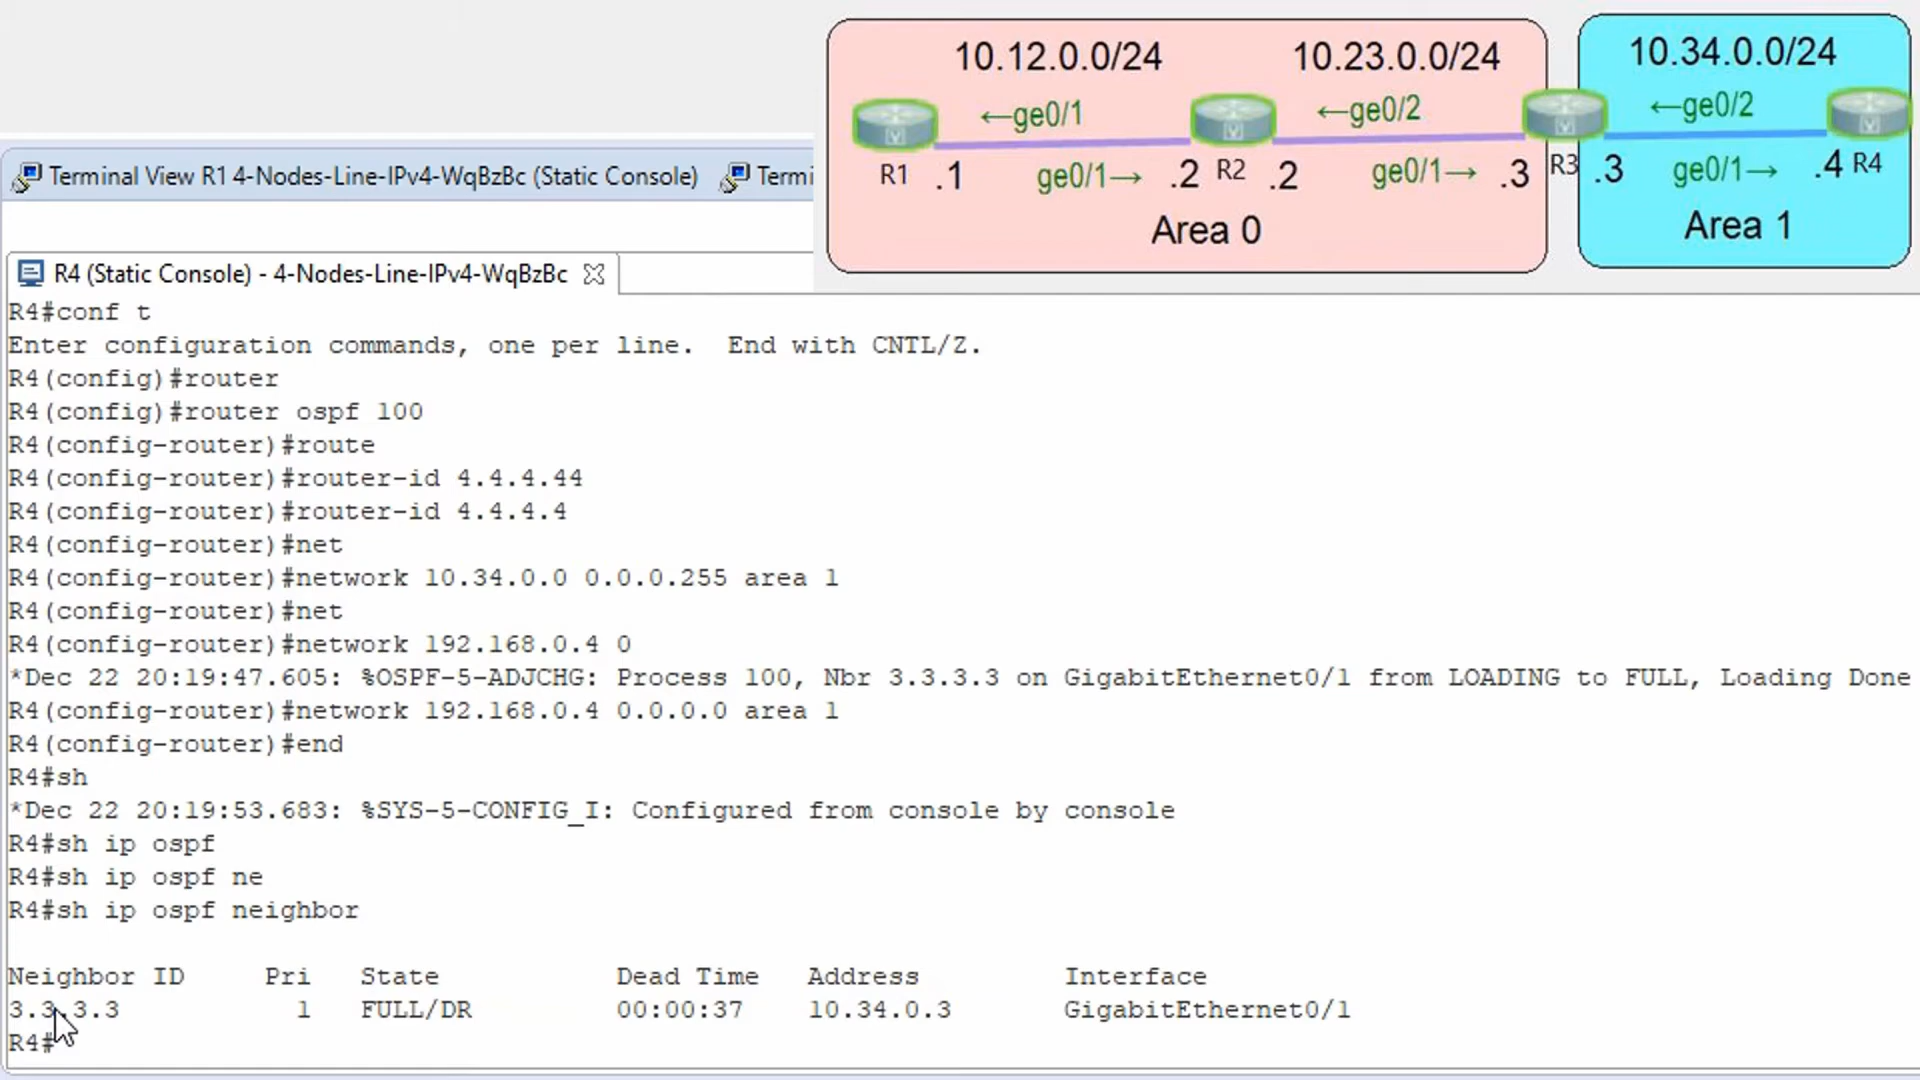 10.12.0.0/24 10.23.0.0/24 10.34.0.0/24
←ge0/1 ←ge0/2 ←ge0/2
R1 .1 ge0/1→ .2 R2 .2 ge0/1→ .3 R3 .3 ge0/1→ .4 R4
Area 0 Area 1
Terminal View R1 4-Nodes-Line-IPv4-WqBzBc (Static Console) Termi
R4 (Static Console) - 4-Nodes-Line-IPv4-WqBzBc
R4#conf t
Enter configuration commands, one per line.  End with CNTL/Z.
R4(config)#router
R4(config)#router ospf 100
R4(config-router)#route
R4(config-router)#router-id 4.4.4.44
R4(config-router)#router-id 4.4.4.4
R4(config-router)#net
R4(config-router)#network 10.34.0.0 0.0.0.255 area 1
R4(config-router)#net
R4(config-router)#network 192.168.0.4 0
*Dec 22 20:19:47.605: %OSPF-5-ADJCHG: Process 100, Nbr 3.3.3.3 on GigabitEthernet0/1 from LOADING to FULL, Loading Done
R4(config-router)#network 192.168.0.4 0.0.0.0 area 1
R4(config-router)#end
R4#sh
*Dec 22 20:19:53.683: %SYS-5-CONFIG_I: Configured from console by console
R4#sh ip ospf
R4#sh ip ospf ne
R4#sh ip ospf neighbor
Neighbor ID     Pri   State           Dead Time   Address         Interface
3.3.3.3           1   FULL/DR         00:00:37    10.34.0.3       GigabitEthernet0/1
R4#